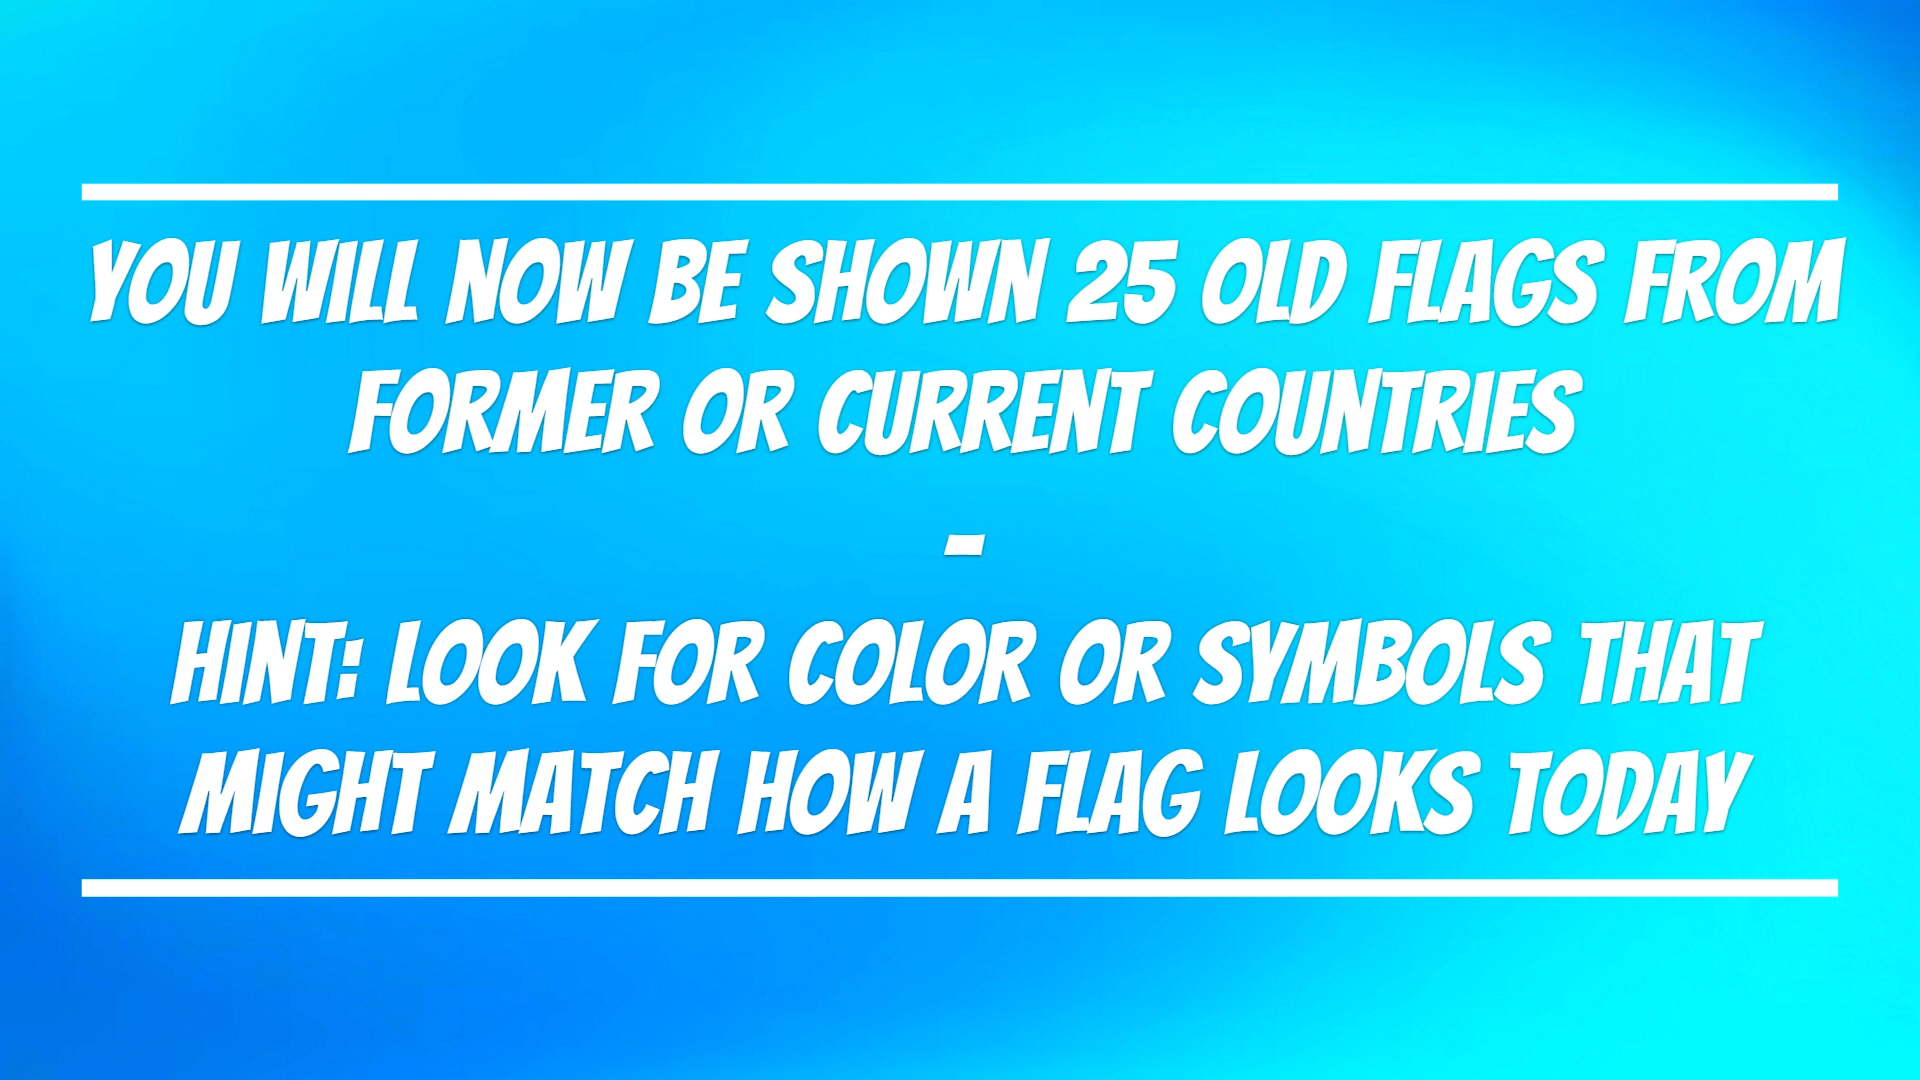 YOU WILL NOW BE SHOWN 25 OLD FLAGS FROM
FORMER OR CURRENT COUNTRIES
-
HINT: LOOK FOR COLOR OR SYMBOLS THAT
MIGHT MATCH HOW A FLAG LOOKS TODAY